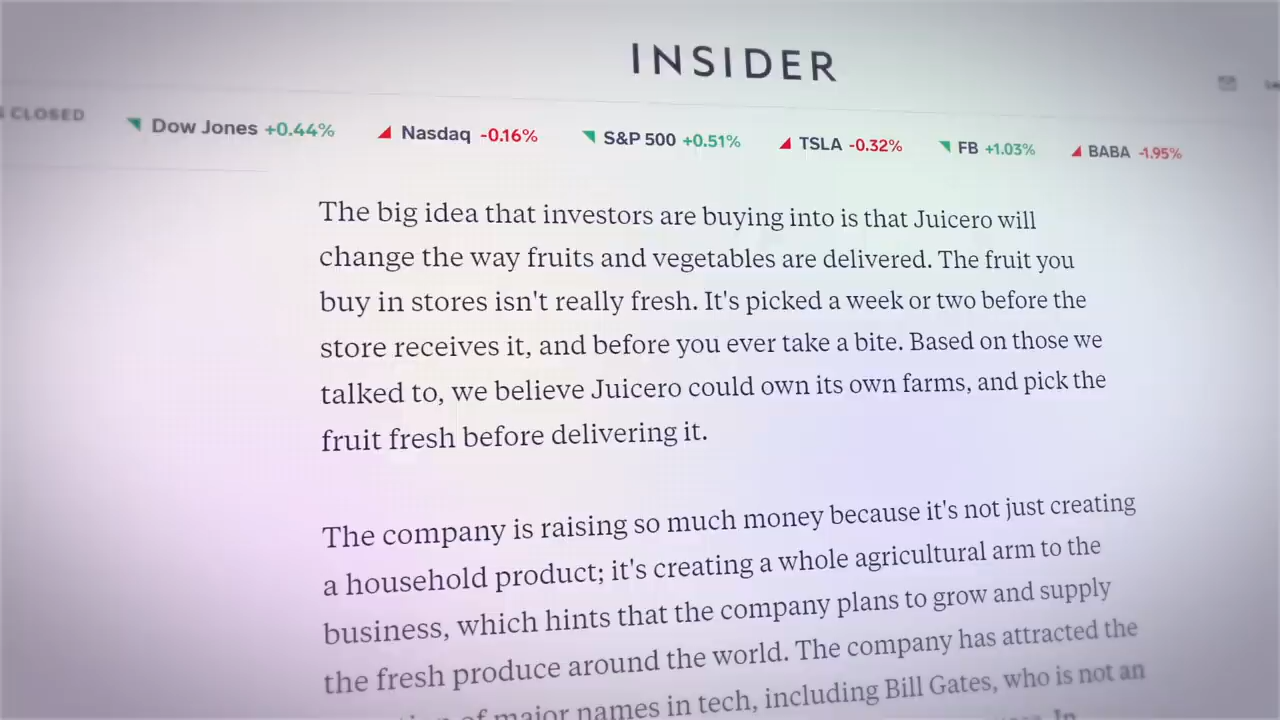 INSIDER
CLOSED
Dow Jones +0.44%
Nasdaq -0.16%
S&P 500 +0.51%
TSLA -0.32%
FB +1.03%
BABA -1.95%
The big idea that investors are buying into is that Juicero will
change the way fruits and vegetables are delivered. The fruit you
buy in stores isn't really fresh. It's picked a week or two before the
store receives it, and before you ever take a bite. Based on those we
talked to, we believe Juicero could own its own farms, and pick the
fruit fresh before delivering it.
The company is raising so much money because it's not just creating
a household product; it's creating a whole agricultural arm to the
business, which hints that the company plans to grow and supply
the fresh produce around the world. The company has attracted the
of major names in tech, including Bill Gates, who is not an
In